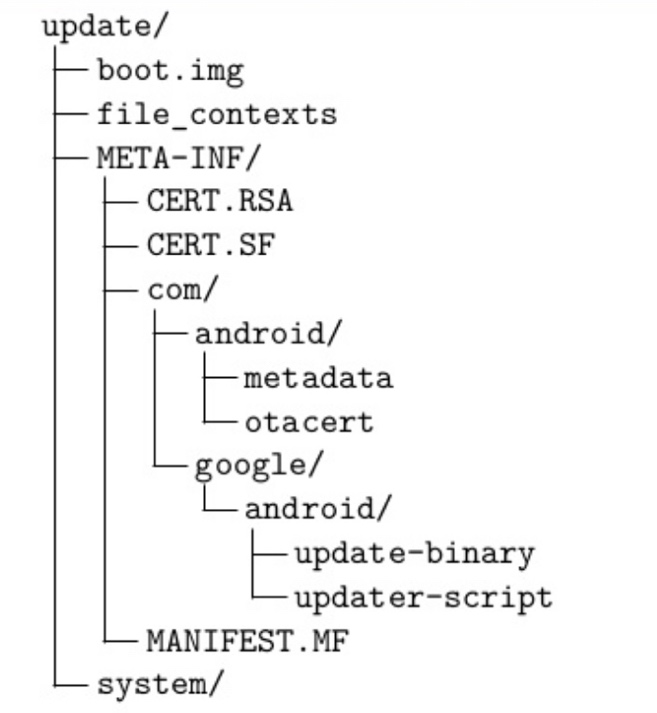 update/
boot.img
file_contexts
META-INF/
CERT.RSA
CERT.SF
com/
android/
metadata
otacert
google/
android/
update-binary
updater-script
MANIFEST.MF
system/